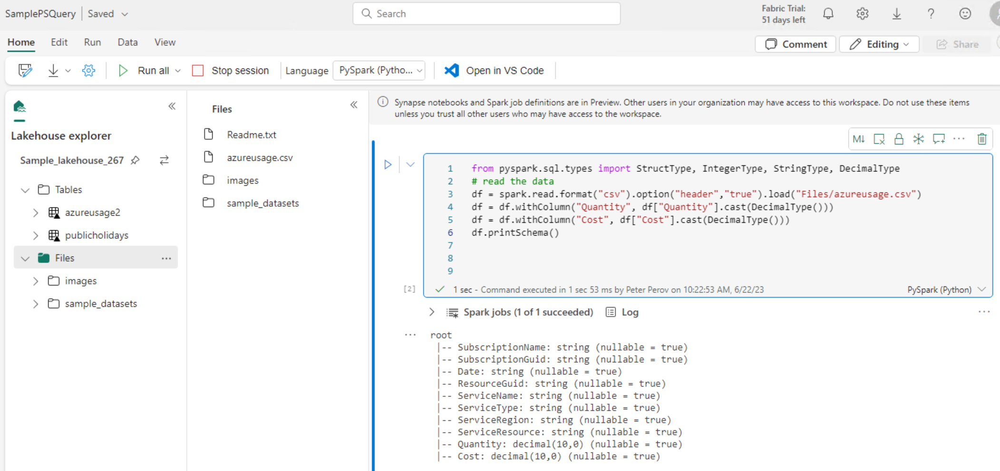 SamplePSQuery
Saved
Search
Fabric Trial:
51 days left
Home
Edit
Run
Data
View
Comment
Editing
Share
Run all
Stop session
Language
PySpark (Pytho...
Open in VS Code
Lakehouse explorer
Sample_lakehouse_267
Tables
azureusage2
publicholidays
Files
...
images
sample_datasets
Files
Readme.txt
azureusage.csv
images
sample_datasets
Synapse notebooks and Spark job definitions are in Preview. Other users in your organization may have access to this workspace. Do not use these items
unless you trust all other users who may have access to the workspace.
M↓
1 from pyspark.sql.types import StructType, IntegerType, StringType, DecimalType
2 # read the data
3 df = spark.read.format("csv").option("header","true").load("Files/azureusage.csv")
4 df = df.withColumn("Quantity", df["Quantity"].cast(DecimalType()))
5 df = df.withColumn("Cost", df["Cost"].cast(DecimalType()))
6 df.printSchema()
7
8
9
[2]
1 sec - Command executed in 1 sec 53 ms by Peter Perov on 10:22:53 AM, 6/22/23
PySpark (Python)
Spark jobs (1 of 1 succeeded)
Log
root
|-- SubscriptionName: string (nullable = true)
|-- SubscriptionGuid: string (nullable = true)
|-- Date: string (nullable = true)
|-- ResourceGuid: string (nullable = true)
|-- ServiceName: string (nullable = true)
|-- ServiceType: string (nullable = true)
|-- ServiceRegion: string (nullable = true)
|-- ServiceResource: string (nullable = true)
|-- Quantity: decimal(10,0) (nullable = true)
|-- Cost: decimal(10,0) (nullable = true)